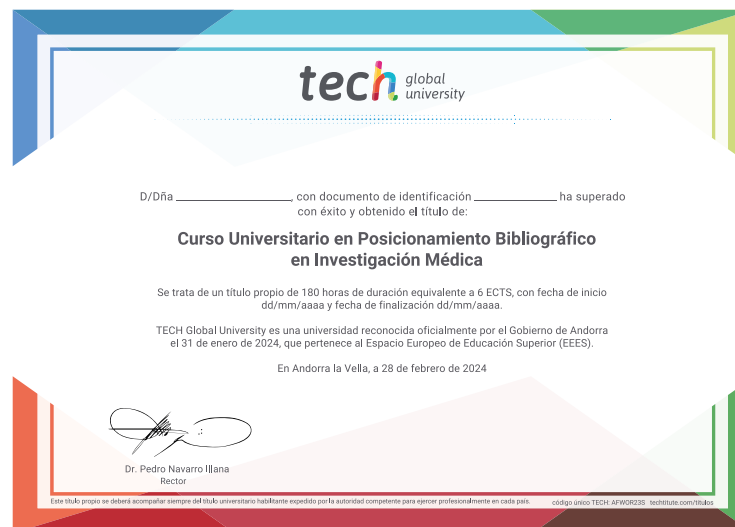 tech global university
D/Dña ______________, con documento de identificación ______________ ha superado
con éxito y obtenido el título de:
Curso Universitario en Posicionamiento Bibliográfico
en Investigación Médica
Se trata de un título propio de 180 horas de duración equivalente a 6 ECTS, con fecha de inicio
dd/mm/aaaa y fecha de finalización dd/mm/aaaa.
TECH Global University es una universidad reconocida oficialmente por el Gobierno de Andorra
el 31 de enero de 2024, que pertenece al Espacio Europeo de Educación Superior (EEES).
En Andorra la Vella, a 28 de febrero de 2024
Dr. Pedro Navarro Illana
Rector
Este título propio se deberá acompañar siempre del título universitario habilitante expedido por la autoridad competente para ejercer profesionalmente en cada país. código único TECH: AFWOR23S techtitute.com/titulos